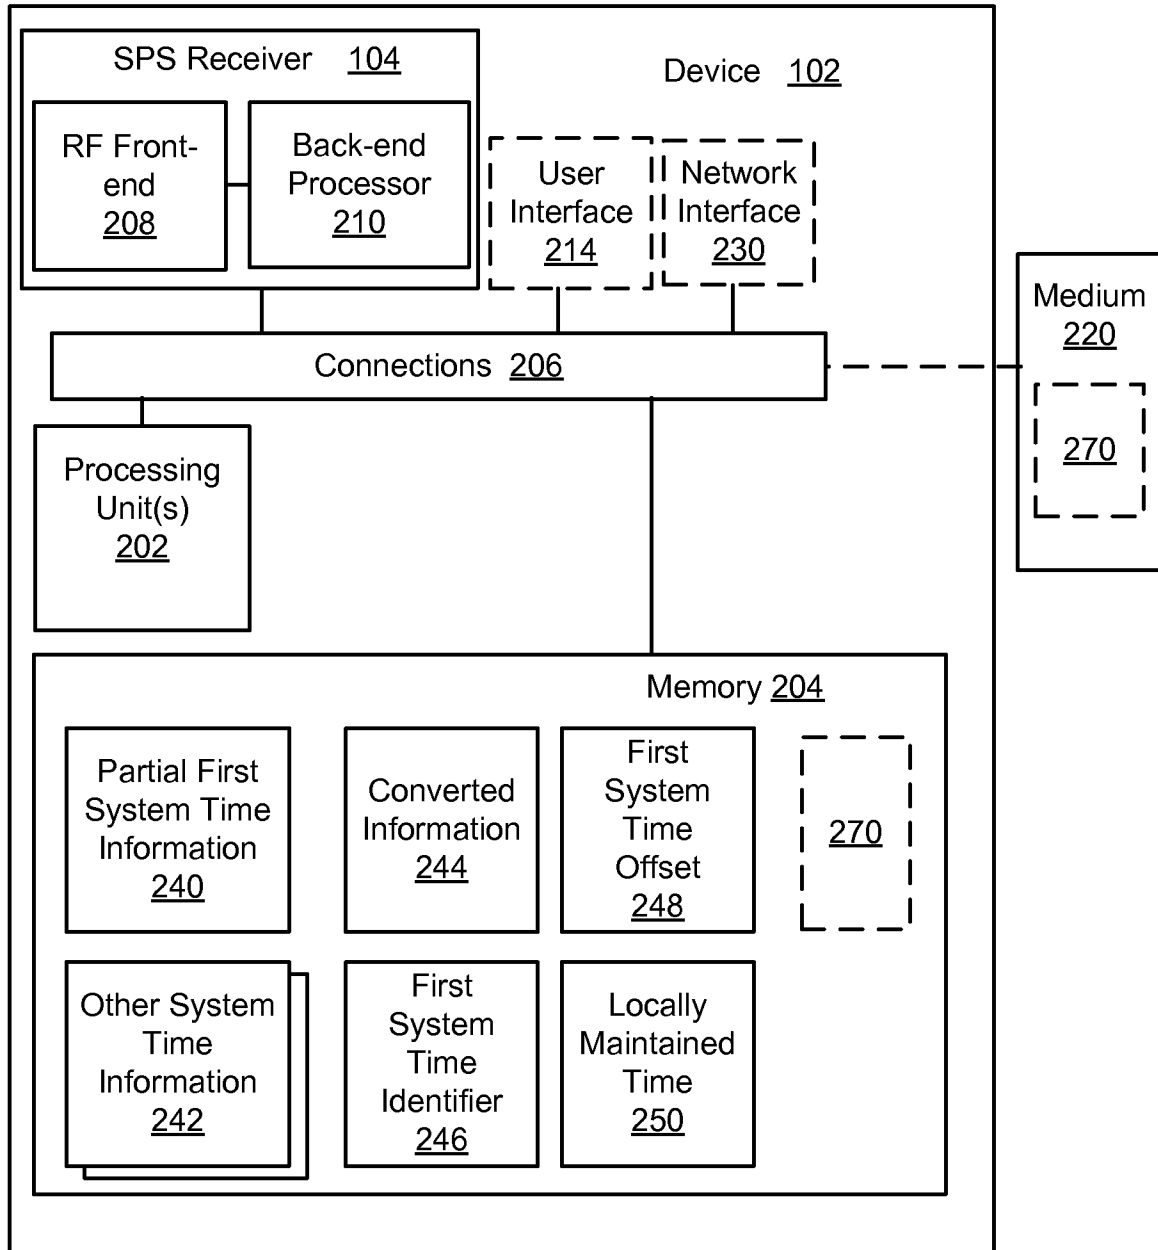 SPS Receiver 104
Device 102
RF Front-
end
208
Back-end
Processor
210
User
Interface
214
Network
Interface
230
Medium
220
270
Connections 206
Processing
Unit(s)
202
Memory 204
Partial First
System Time
Information
240
Converted
Information
244
First
System
Time
Offset
248
270
Other System
Time
Information
242
First
System
Time
Identifier
246
Locally
Maintained
Time
250